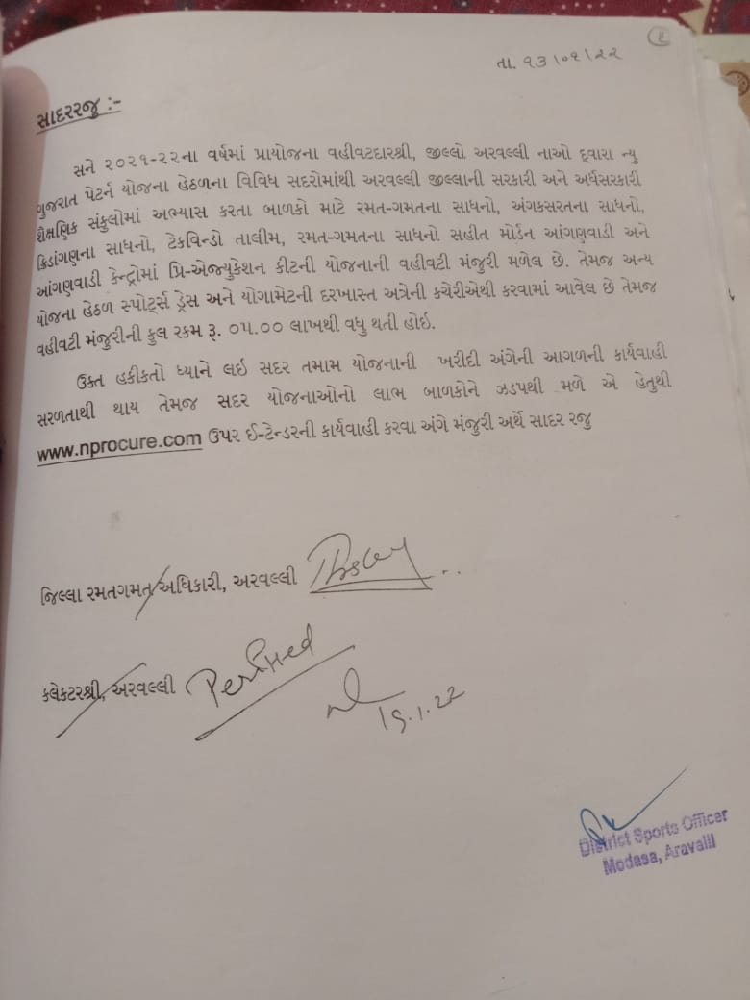 તા. ૧૩/૦૧/૨૨
સાદરરજુ :-
સને ૨૦૨૧-૨૨ના વર્ષમાં પ્રાયોજના વહીવટદારશ્રી, જીલ્લો અરવલ્લી નાઓ દ્વારા ન્યુ
ગુજરાત પેટર્ન યોજના હેઠળના વિવિધ સદરોમાંથી અરવલ્લી જીલ્લાની સરકારી અને અર્ધસરકારી
શૈક્ષણિક સંકુલોમાં અભ્યાસ કરતા બાળકો માટે રમત-ગમતના સાધનો, અંગકસરતના સાધનો,
ક્રિડાંગણના સાધનો, ટેકવિન્ડો તાલીમ, રમત-ગમતના સાધનો સહીત મોર્ડન આંગણવાડી અને
આંગણવાડી કેન્દ્રોમાં પ્રિ-એજ્યુકેશન કીટની યોજનાની વહીવટી મંજુરી મળેલ છે. તેમજ અન્ય
યોજના હેઠળ સ્પોર્ટ્સ ડ્રેસ અને યોગામેટની દરખાસ્ત અત્રેની કચેરીએથી કરવામાં આવેલ છે તેમજ
વહીવટી મંજુરીની કુલ રકમ રૂ. ૦૫.૦૦ લાખથી વધુ થતી હોઇ.
ઉક્ત હકીકતો ધ્યાને લઇ સદર તમામ યોજનાની ખરીદી અંગેની આગળની કાર્યવાહી
સરળતાથી થાય તેમજ સદર યોજનાઓનો લાભ બાળકોને ઝડપથી મળે એ હેતુથી
www.nprocure.com ઉપર ઈ-ટેન્ડરની કાર્યવાહી કરવા અંગે મંજુરી અર્થે સાદર રજુ
જિલ્લા રમતગમત અધિકારી, અરવલ્લી
કલેકટરશ્રી, અરવલ્લી
1.22
District Sports Officer
Modasa, Aravalli